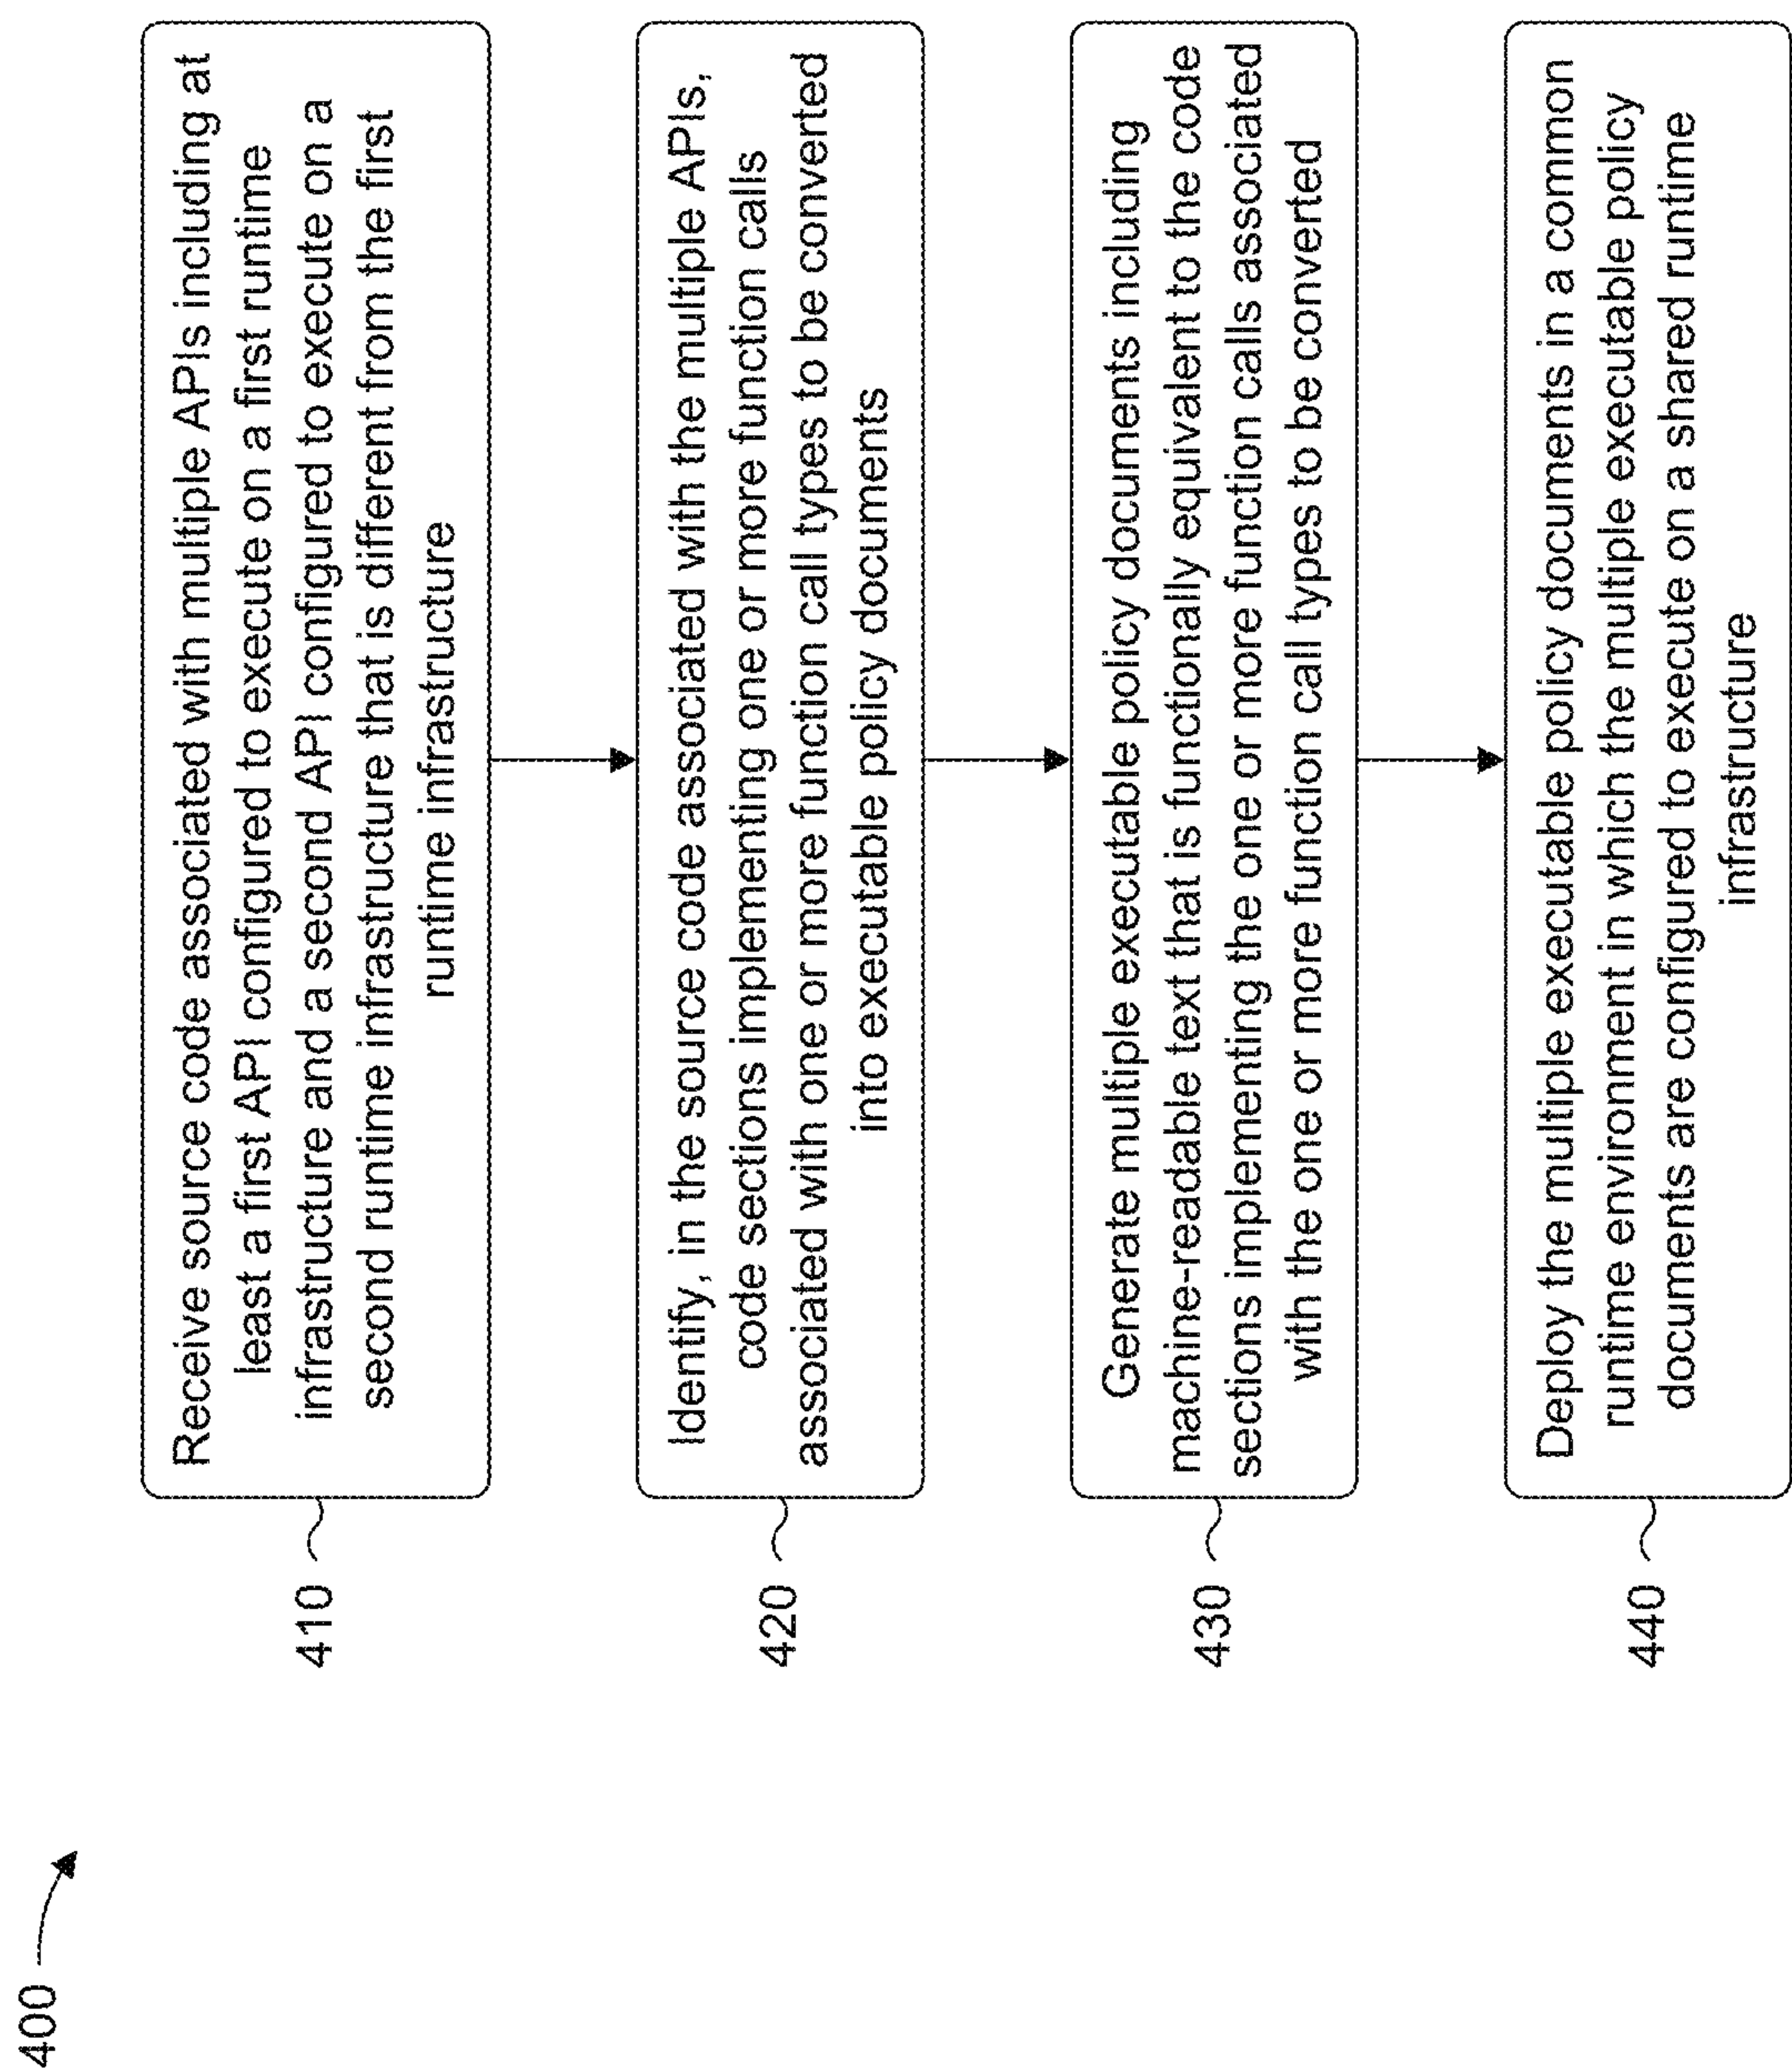 400
410
Receive source code associated with multiple APIs including at
least a first API configured to execute on a first runtime
infrastructure and a second API configured to execute on a
second runtime infrastructure that is different from the first
runtime infrastructure
420
Identify, in the source code associated with the multiple APIs,
code sections implementing one or more function calls
associated with one or more function call types to be converted
into executable policy documents
430
Generate multiple executable policy documents including
machine-readable text that is functionally equivalent to the code
sections implementing the one or more function calls associated
with the one or more function call types to be converted
440
Deploy the multiple executable policy documents in a common
runtime environment in which the multiple executable policy
documents are configured to execute on a shared runtime
infrastructure